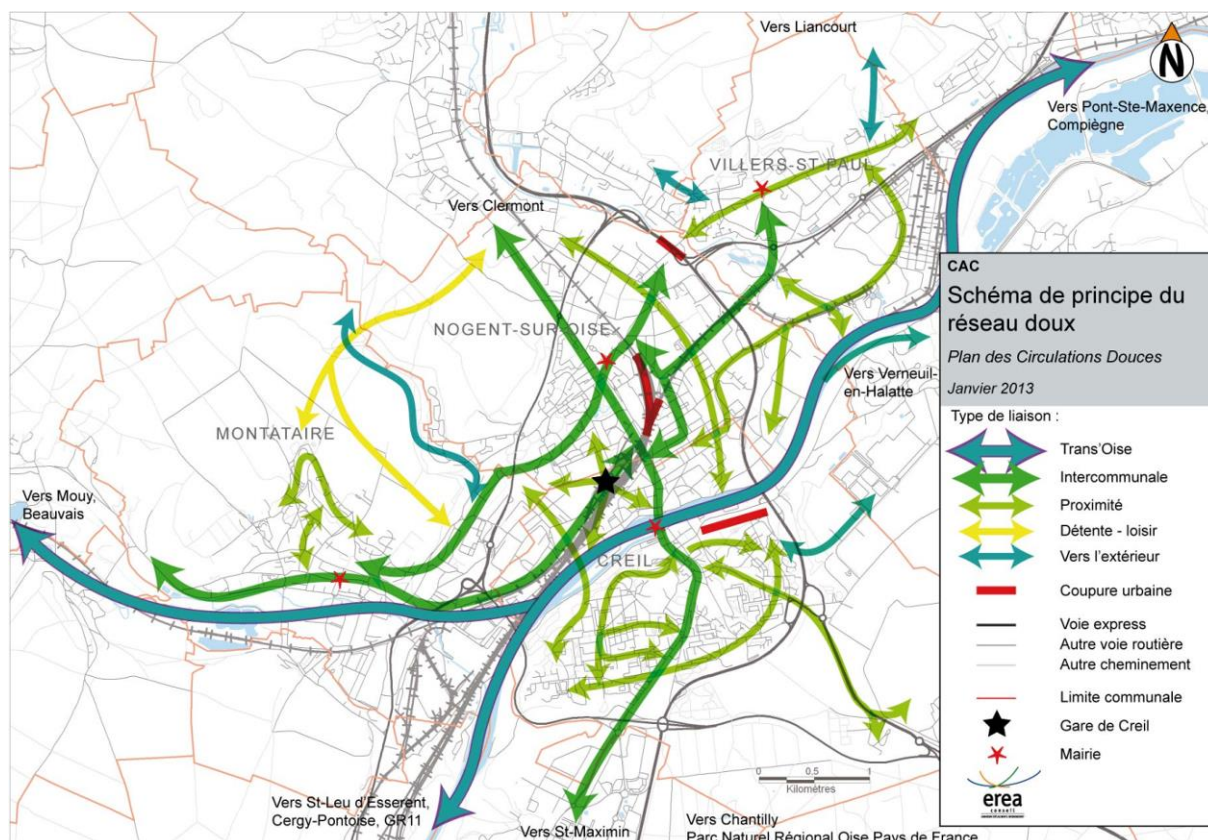 Vers Liancourt
N
Vers Pont-Ste-Maxence,
Compiègne
VILLERS-ST-PAUL
Vers Clermont
NOGENT-SUR-OISE
MONTATAIRE
Vers Verneuil-
en-Halatte
Vers Mouy,
Beauvais
CREIL
0 0.5 1
Kilomètres
Vers St-Leu d'Esserent,
Cergy-Pontoise, GR11
Vers St-Maximin
Vers Chantilly
Parc Naturel Régional Oise Pays de France
CAC
Schéma de principe du
réseau doux
Plan des Circulations Douces
Janvier 2013
Type de liaison :
Trans'Oise
Intercommunale
Proximité
Détente - loisir
Vers l'extérieur
Coupure urbaine
Voie express
Autre voie routière
Autre cheminement
Limite communale
Gare de Creil
Mairie
erea
conseil